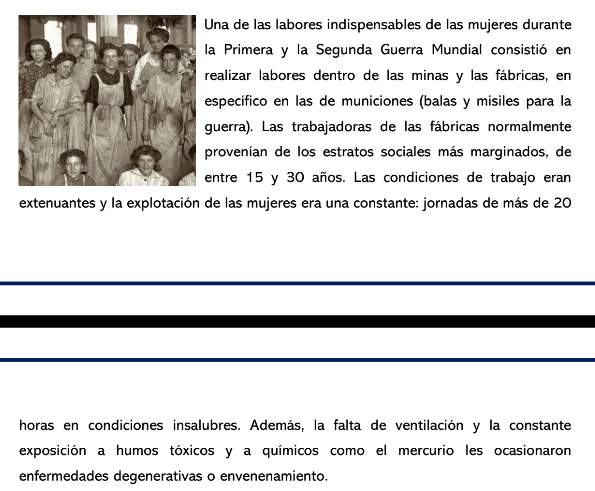 Una de las labores indispensables de las mujeres durante
la Primera y la Segunda Guerra Mundial consistió en
realizar labores dentro de las minas y las fábricas, en
específico en las de municiones (balas y misiles para la
guerra). Las trabajadoras de las fábricas normalmente
provenían de los estratos sociales más marginados, de
entre 15 y 30 años. Las condiciones de trabajo eran
extenuantes y la explotación de las mujeres era una constante: jornadas de más de 20
horas en condiciones insalubres. Además, la falta de ventilación y la constante
exposición a humos tóxicos y a químicos como el mercurio les ocasionaron
enfermedades degenerativas o envenenamiento.